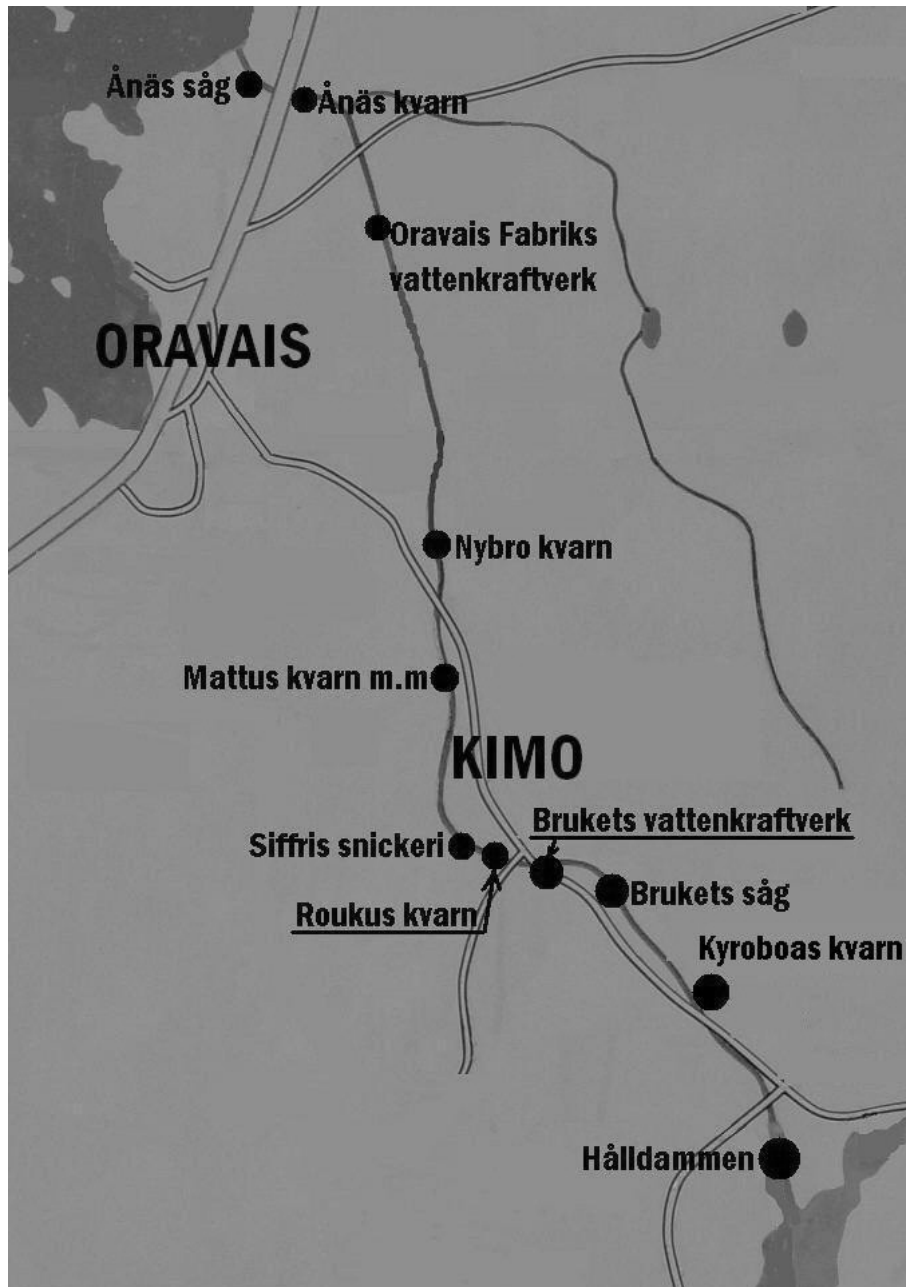 Ånäs såg
Ånäs kvarn
Oravais Fabriks
vattenkraftverk
ORAVAIS
Nybro kvarn
Mattus kvarn m.m
KIMO
Brukets vattenkraftverk
Siffris snickeri
Brukets såg
Roukus kvarn
Kyroboas kvarn
Hålldammen